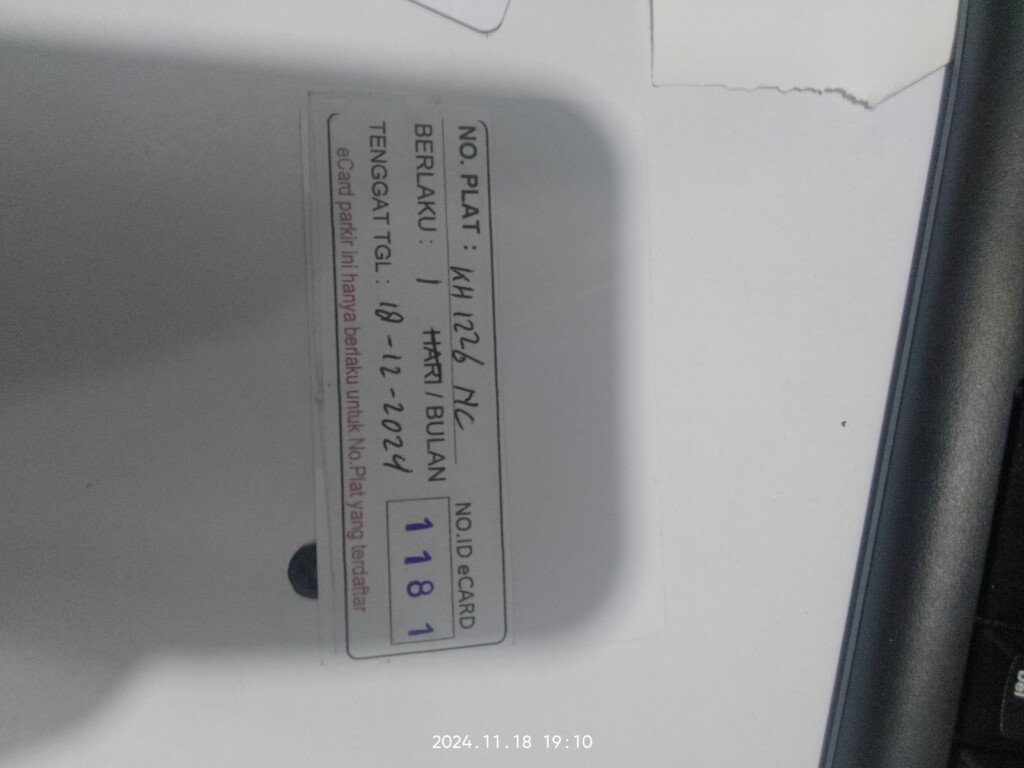 NO. PLAT : KH 1226 NC
NO.ID eCARD
BERLAKU : 1 HARI / BULAN
1181
TENGGAT TGL : 18-12-2024
eCard parkir ini hanya berlaku untuk No.Plat yang terdaftar
2024.11.18 19:10